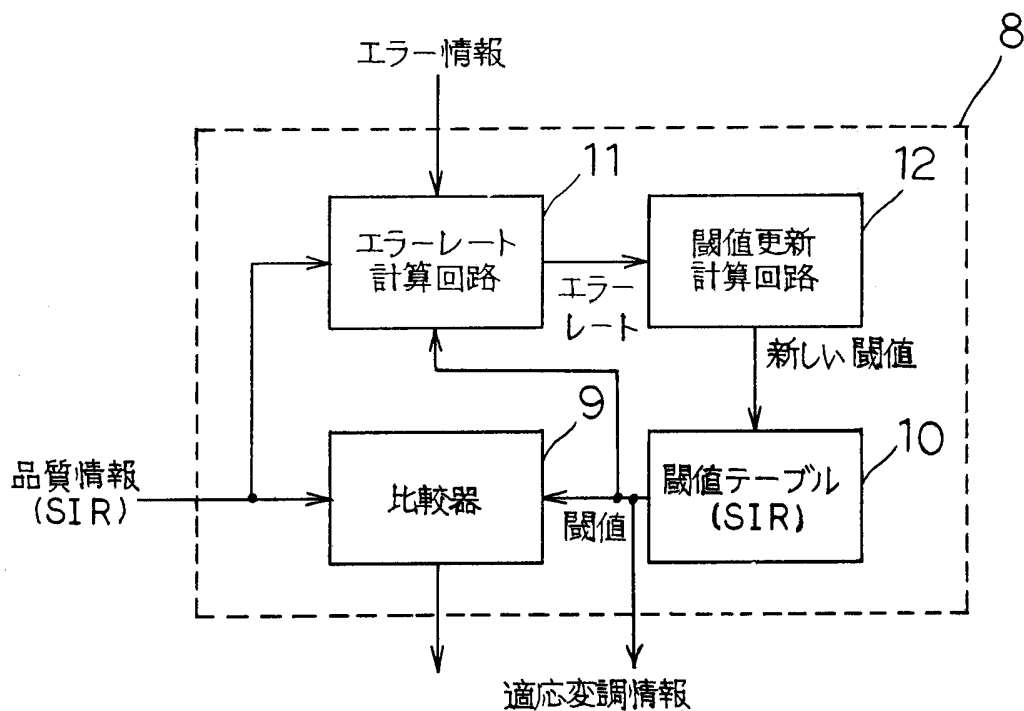 8
エラー情報
11
12
エラーレート
計算回路
閾値更新
計算回路
エラー
レート
新しい閾値
9
10
品質情報
(SIR)
比較器
閾値
閾値テーブル
(SIR)
適応変調情報